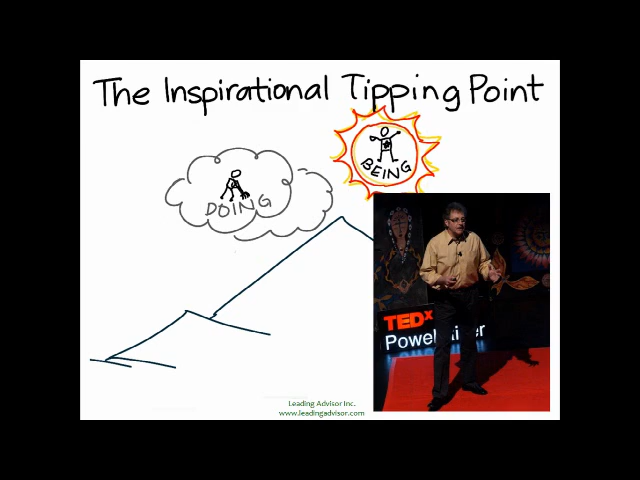 The Inspirational Tipping Point
BEING
DOING
TEDx
Leading Advisor Inc.
www.leadingadvisor.com